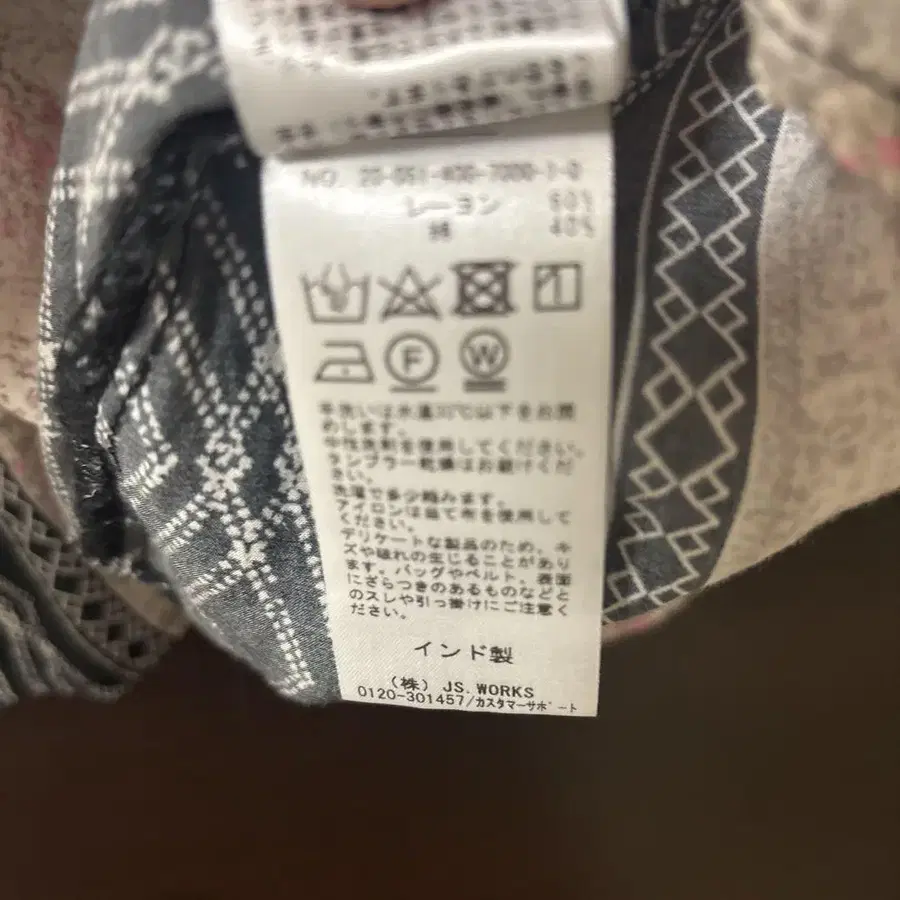 NO. 20-051-400-7000-1-0
レーヨン 60%
綿 40%
F
W
手洗いは水温30℃以下をお薦
めします。
中性洗剤を使用してください。
タンブラー乾燥はお避けくだ
さい。
洗濯で多少縮みます。
アイロンは当て布を使用して
ください。
デリケートな製品のため、キ
ズや破れの生じることがあり
ます。バッグやベルト、表面
にざらつきのあるものなどと
のスレや引っ掛けにご注意く
ださい。
インド製
(株) JS.WORKS
0120-301457/カスタマーサポート